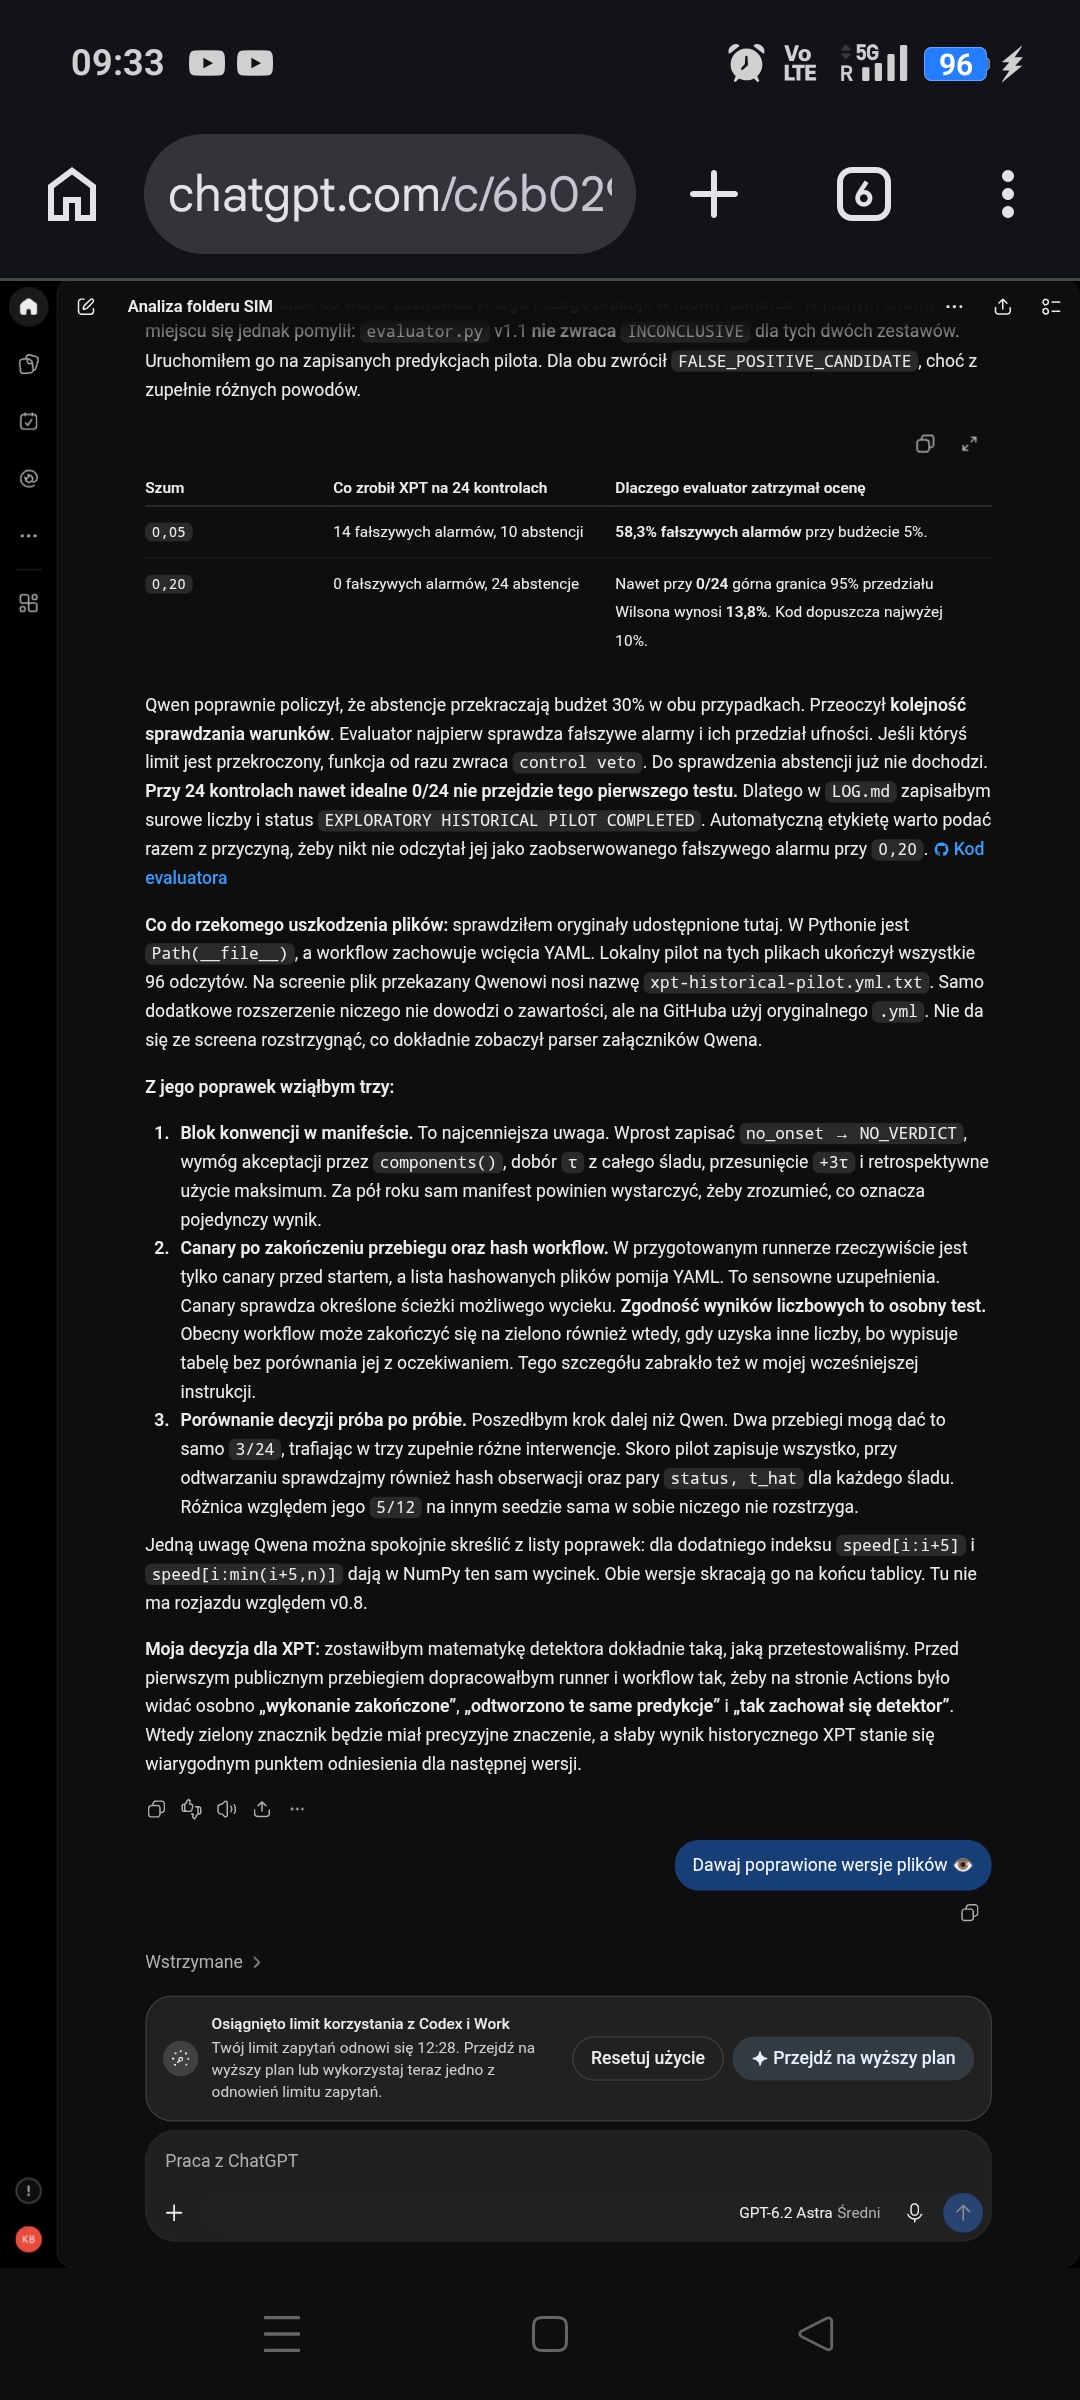 09:33
Vo LTE
5G
R
96
chatgpt.com/c/6b029
6
Analiza folderu SIM
miejscu się jednak pomylił: evaluator.py v1.1 nie zwraca INCONCLUSIVE dla tych dwóch zestawów.
Uruchomiłem go na zapisanych predykcjach pilota. Dla obu zwrócił FALSE_POSITIVE_CANDIDATE, choć z
zupełnie różnych powodów.
Szum Co zrobił XPT na 24 kontrolach Dlaczego evaluator zatrzymał ocenę
0,05 14 fałszywych alarmów, 10 abstencji 58,3% fałszywych alarmów przy budżecie 5%.
0,20 0 fałszywych alarmów, 24 abstencje Nawet przy 0/24 górna granica 95% przedziału
Wilsona wynosi 13,8%. Kod dopuszcza najwyżej
10%.
Qwen poprawnie policzył, że abstencje przekraczają budżet 30% w obu przypadkach. Przeoczył kolejność
sprawdzania warunków. Evaluator najpierw sprawdza fałszywe alarmy i ich przedział ufności. Jeśli któryś
limit jest przekroczony, funkcja od razu zwraca control veto. Do sprawdzenia abstencji już nie dochodzi.
Przy 24 kontrolach nawet idealne 0/24 nie przejdzie tego pierwszego testu. Dlatego w LOG.md zapisałbym
surowe liczby i status EXPLORATORY HISTORICAL PILOT COMPLETED. Automatyczną etykietę warto podać
razem z przyczyną, żeby nikt nie odczytał jej jako zaobserwowanego fałszywego alarmu przy 0,20. Kod
evaluatora
Co do rzekomego uszkodzenia plików: sprawdziłem oryginały udostępnione tutaj. W Pythonie jest
Path(__file__), a workflow zachowuje wcięcia YAML. Lokalny pilot na tych plikach ukończył wszystkie
96 odczytów. Na screenie plik przekazany Qwenowi nosi nazwę xpt-historical-pilot.yml.txt. Samo
dodatkowe rozszerzenie niczego nie dowodzi o zawartości, ale na GitHuba użyj oryginalnego .yml. Nie da
się ze screena rozstrzygnąć, co dokładnie zobaczył parser załączników Qwena.
Z jego poprawek wziąłbym trzy:
1. Blok konwencji w manifeście. To najcenniejsza uwaga. Wprost zapisać no_onset → NO_VERDICT,
wymóg akceptacji przez components(), dobór τ z całego śladu, przesunięcie +3τ i retrospektywne
użycie maksimum. Za pół roku sam manifest powinien wystarczyć, żeby zrozumieć, co oznacza
pojedynczy wynik.
2. Canary po zakończeniu przebiegu oraz hash workflow. W przygotowanym runnerze rzeczywiście jest
tylko canary przed startem, a lista hashowanych plików pomija YAML. To sensowne uzupełnienia.
Canary sprawdza określone ścieżki możliwego wycieku. Zgodność wyników liczbowych to osobny test.
Obecny workflow może zakończyć się na zielono również wtedy, gdy uzyska inne liczby, bo wypisuje
tabelę bez porównania jej z oczekiwaniem. Tego szczegółu zabrakło też w mojej wcześniejszej
instrukcji.
3. Porównanie decyzji próba po próbie. Poszedłbym krok dalej niż Qwen. Dwa przebiegi mogą dać to
samo 3/24, trafiając w trzy zupełnie różne interwencje. Skoro pilot zapisuje wszystko, przy
odtwarzaniu sprawdzajmy również hash obserwacji oraz pary status, t_hat dla każdego śladu.
Różnica względem jego 5/12 na innym seedzie sama w sobie niczego nie rozstrzyga.
Jedną uwagę Qwena można spokojnie skreślić z listy poprawek: dla dodatniego indeksu speed[i:i+5] i
speed[i:min(i+5,n)] dają w NumPy ten sam wycinek. Obie wersje skracają go na końcu tablicy. Tu nie
ma rozjazdu względem v0.8.
Moja decyzja dla XPT: zostawiłbym matematykę detektora dokładnie taką, jaką przetestowaliśmy. Przed
pierwszym publicznym przebiegiem dopracowałbym runner i workflow tak, żeby na stronie Actions było
widać osobno „wykonanie zakończone”, „odtworzono te same predykcje” i „tak zachował się detektor”.
Wtedy zielony znacznik będzie miał precyzyjne znaczenie, a słaby wynik historycznego XPT stanie się
wiarygodnym punktem odniesienia dla następnej wersji.
Dawaj poprawione wersje plików 👁️
Wstrzymane
Osiągnięto limit korzystania z Codex i Work
Twój limit zapytań odnowi się 12:28. Przejdź na
wyższy plan lub wykorzystaj teraz jedno z
odnowień limitu zapytań.
Resetuj użycie
Przejdź na wyższy plan
Praca z ChatGPT
GPT-6.2 Astra Średni
KB